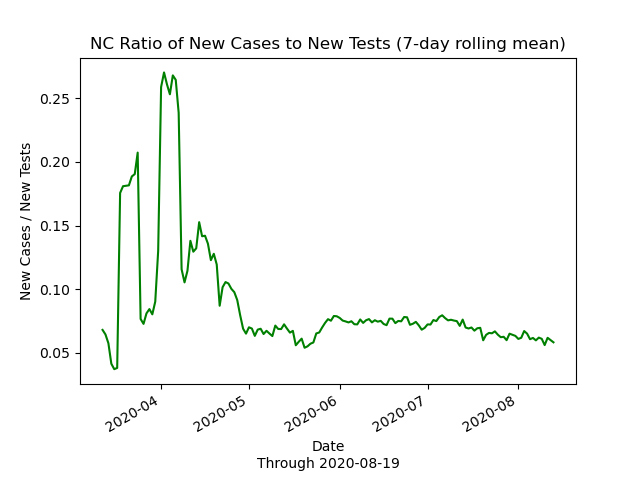 NC Ratio of New Cases to New Tests (7-day rolling mean)
0.25
0.20
0.15
0.10
0.05
New Cases / New Tests
2020-04
2020-05
2020-06
2020-07
2020-08
Date
Through 2020-08-19